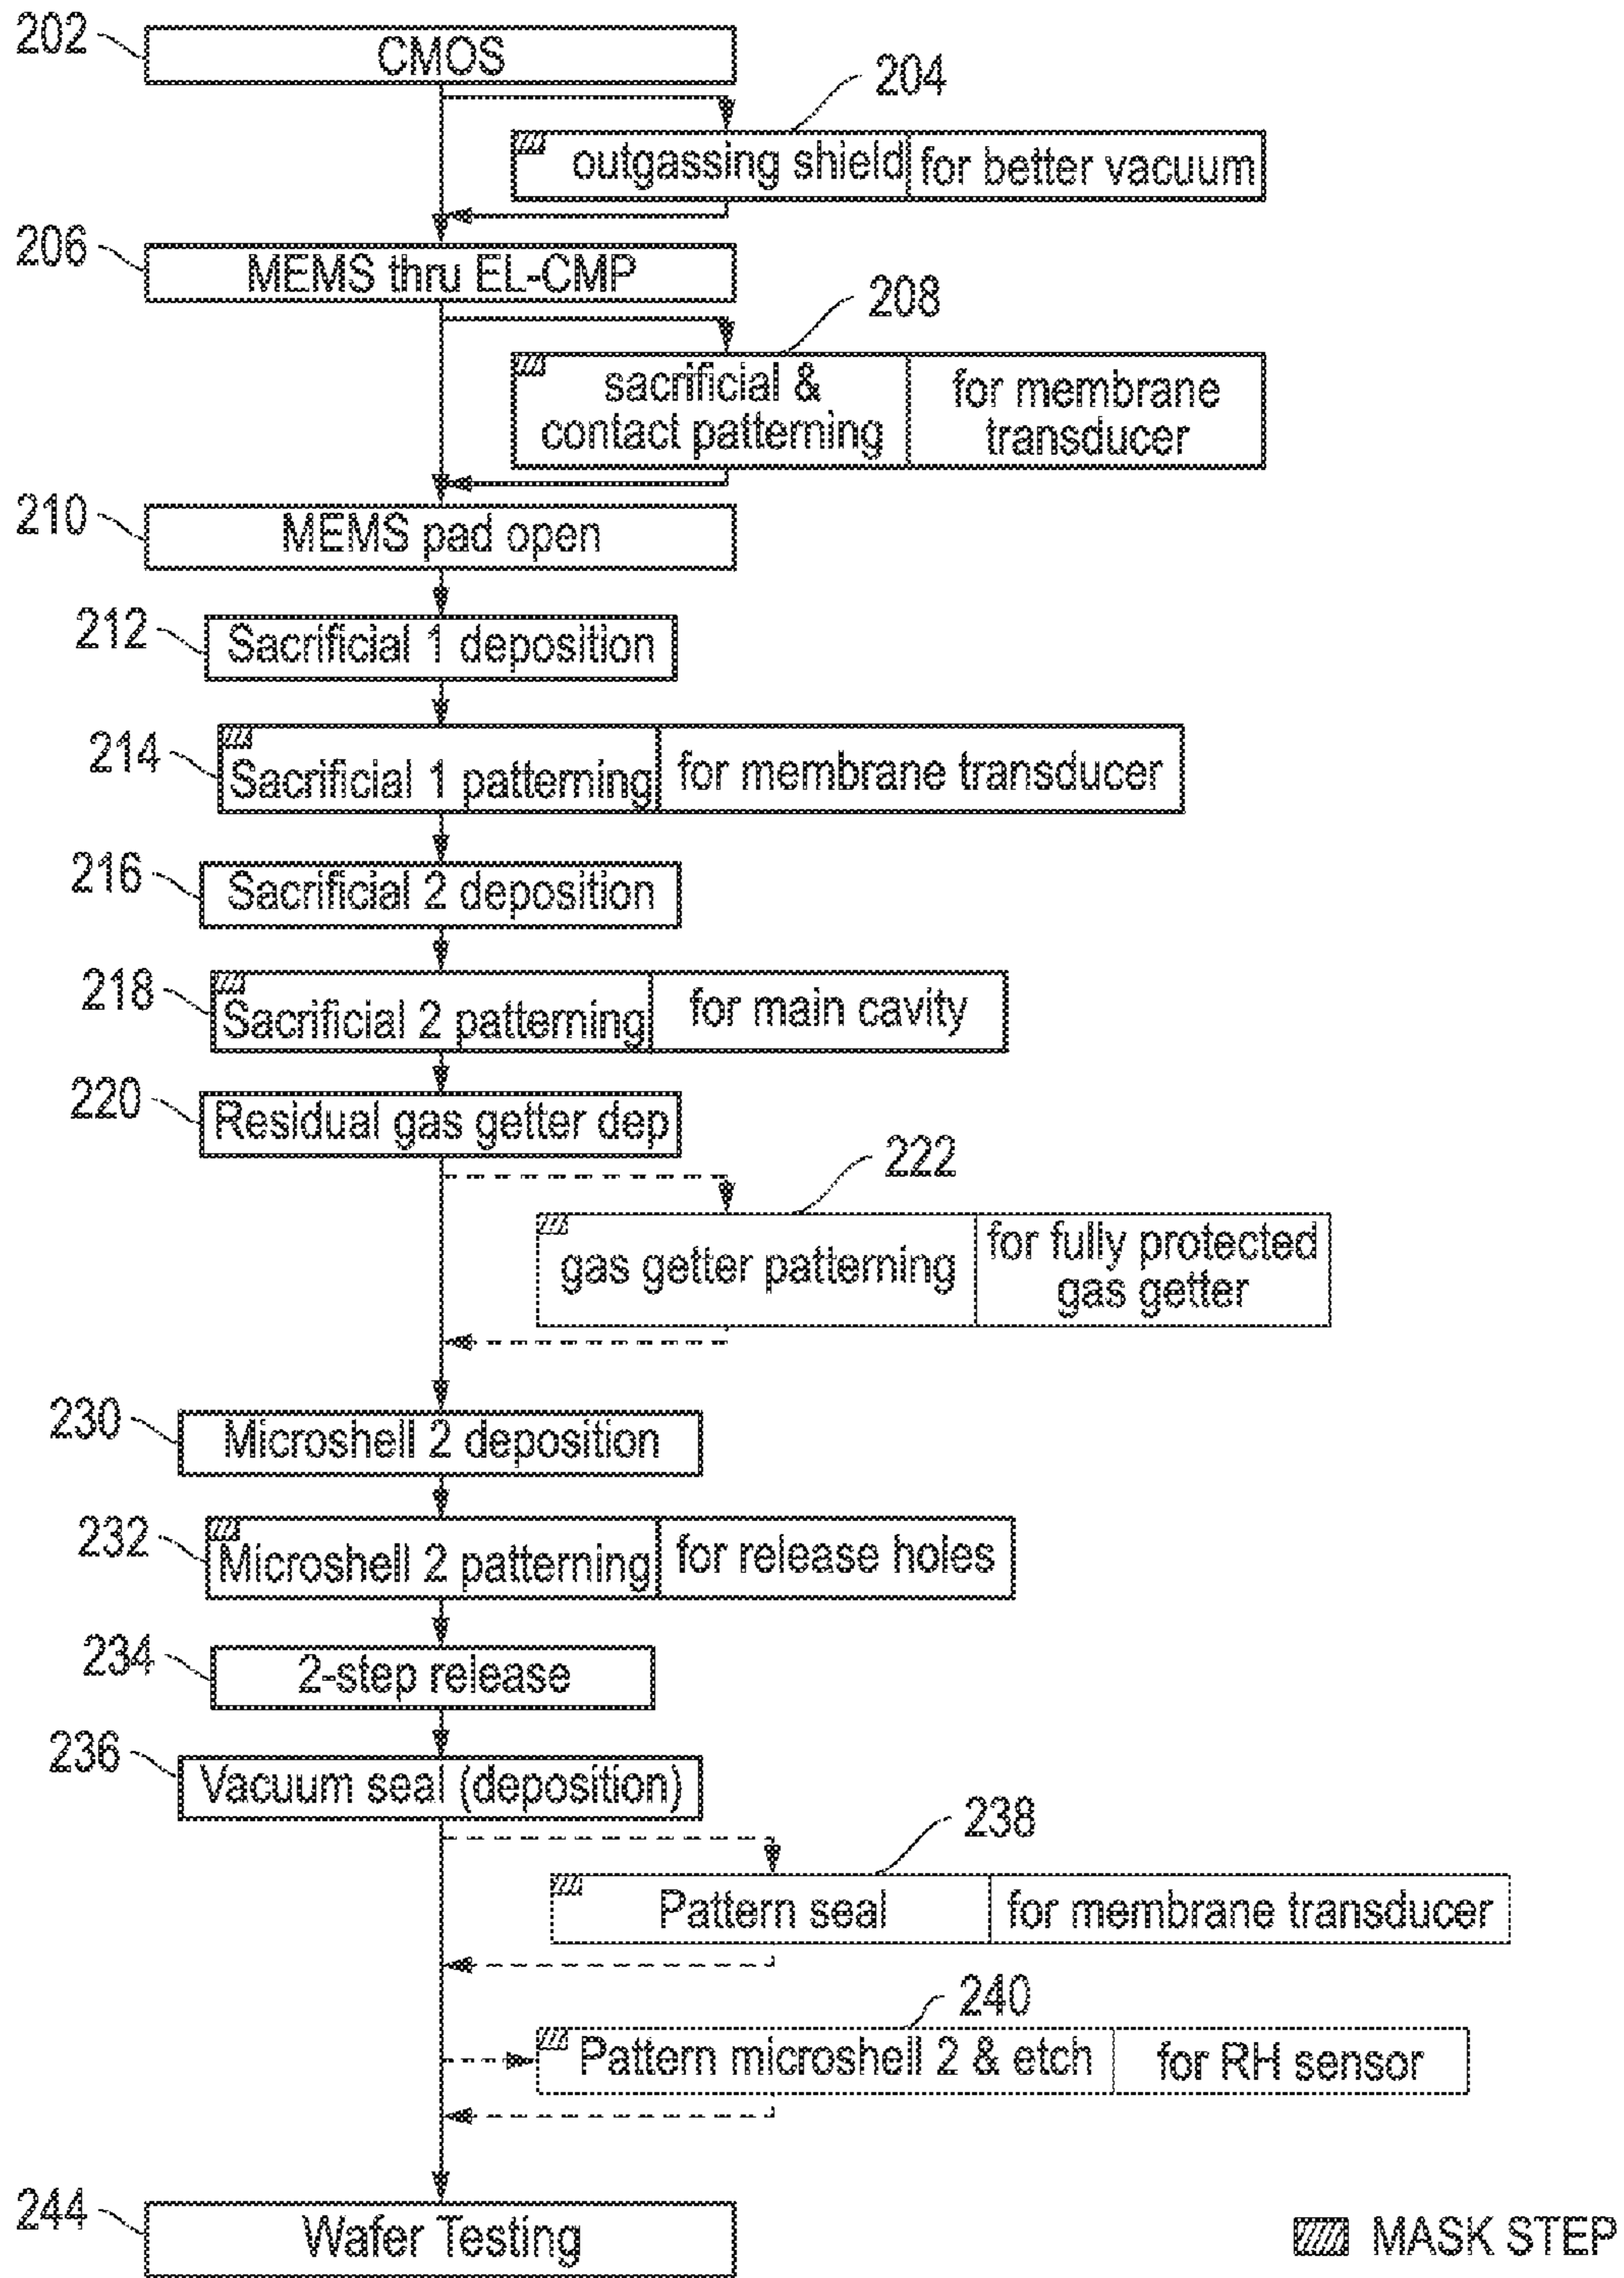 202
CMOS
204
outgassing shield for better vacuum
206
MEMS thru EL-CMP
208
sacrificial & for membrane
contact patterning transducer
210
MEMS pad open
212
Sacrificial 1 deposition
214
Sacrificial 1 patterning for membrane transducer
216
Sacrificial 2 deposition
218
Sacrificial 2 patterning for main cavity
220
Residual gas getter dep
222
gas getter patterning for fully protected
gas getter
230
Microshell 2 deposition
232
Microshell 2 patterning for release holes
234
2-step release
236
Vacuum seal (deposition)
238
Pattern seal for membrane transducer
240
Pattern microshell 2 & etch for RH sensor
244
Wafer Testing
MASK STEP